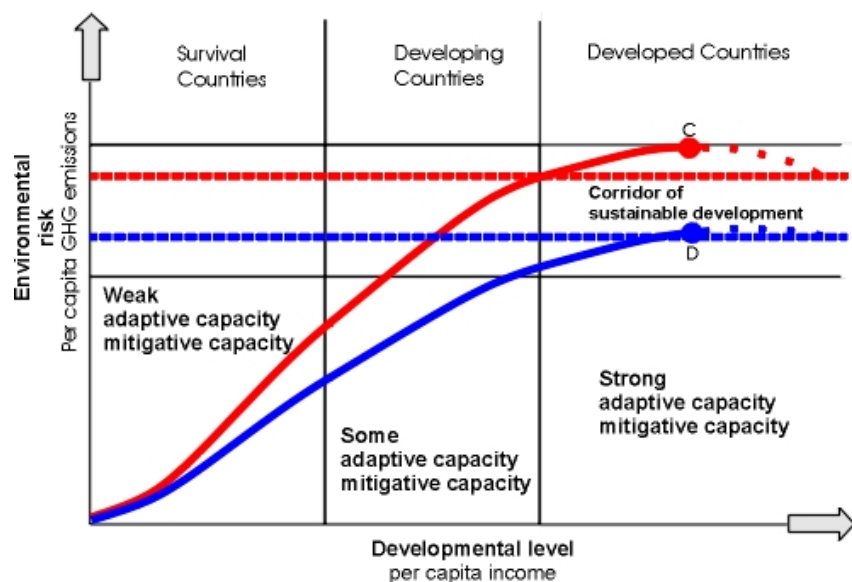 Survival
Countries
Developing
Countries
Developed Countries
C
Corridor of
sustainable development
D
Environmental
risk
Per capita GHG emissions
Weak
adaptive capacity
mitigative capacity
Some
adaptive capacity
mitigative capacity
Strong
adaptive capacity
mitigative capacity
Developmental level
per capita income